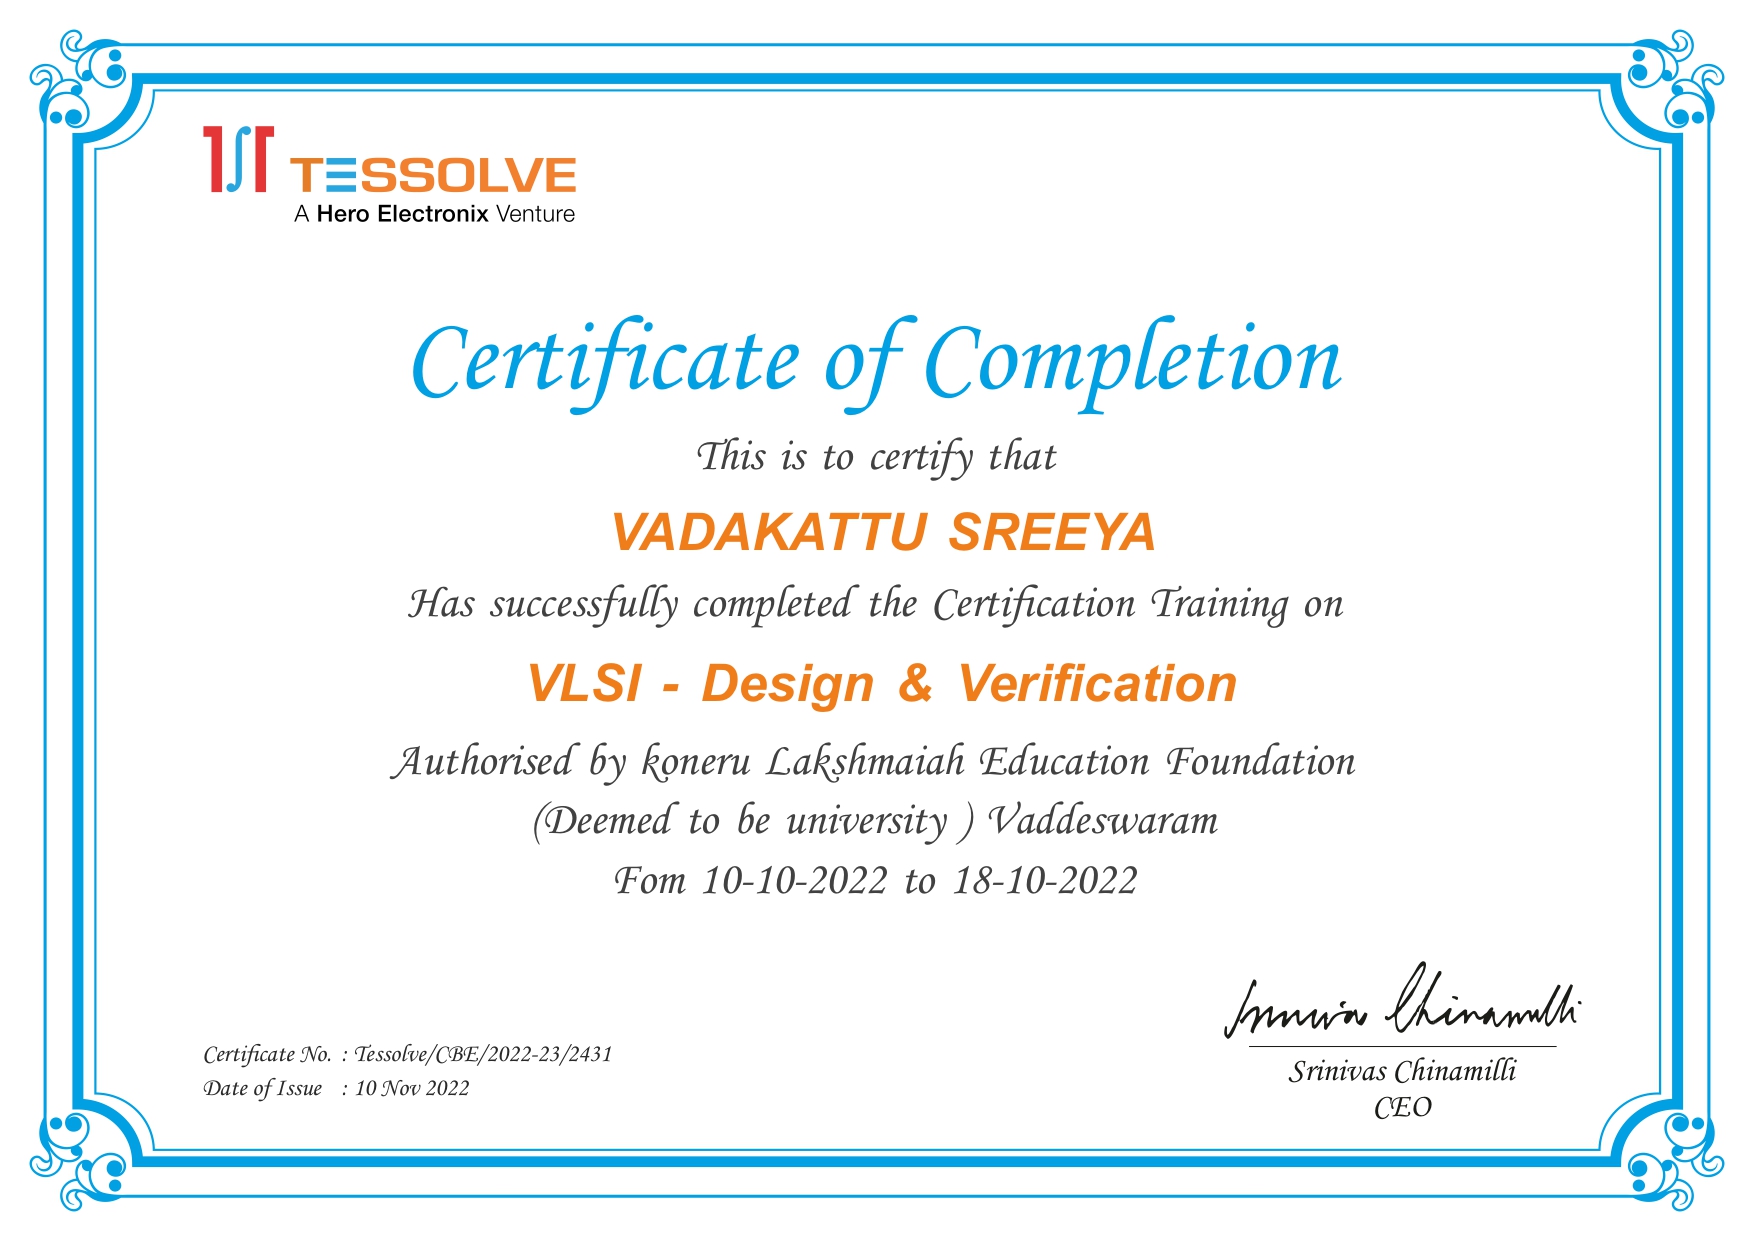 TESSOLVE
A Hero Electronix Venture
Certificate of Completion
This is to certify that
VADAKATTU SREEYA
Has successfully completed the Certification Training on
VLSI - Design & Verification
Authorised by koneru Lakshmaiah Education Foundation
(Deemed to be university ) Vaddeswaram
Fom 10-10-2022 to 18-10-2022
Srinivas Chinamilli
Certificate No. : Tessolve/CBE/2022-23/2431
Date of Issue : 10 Nov 2022
Srinivas Chinamilli
CEO